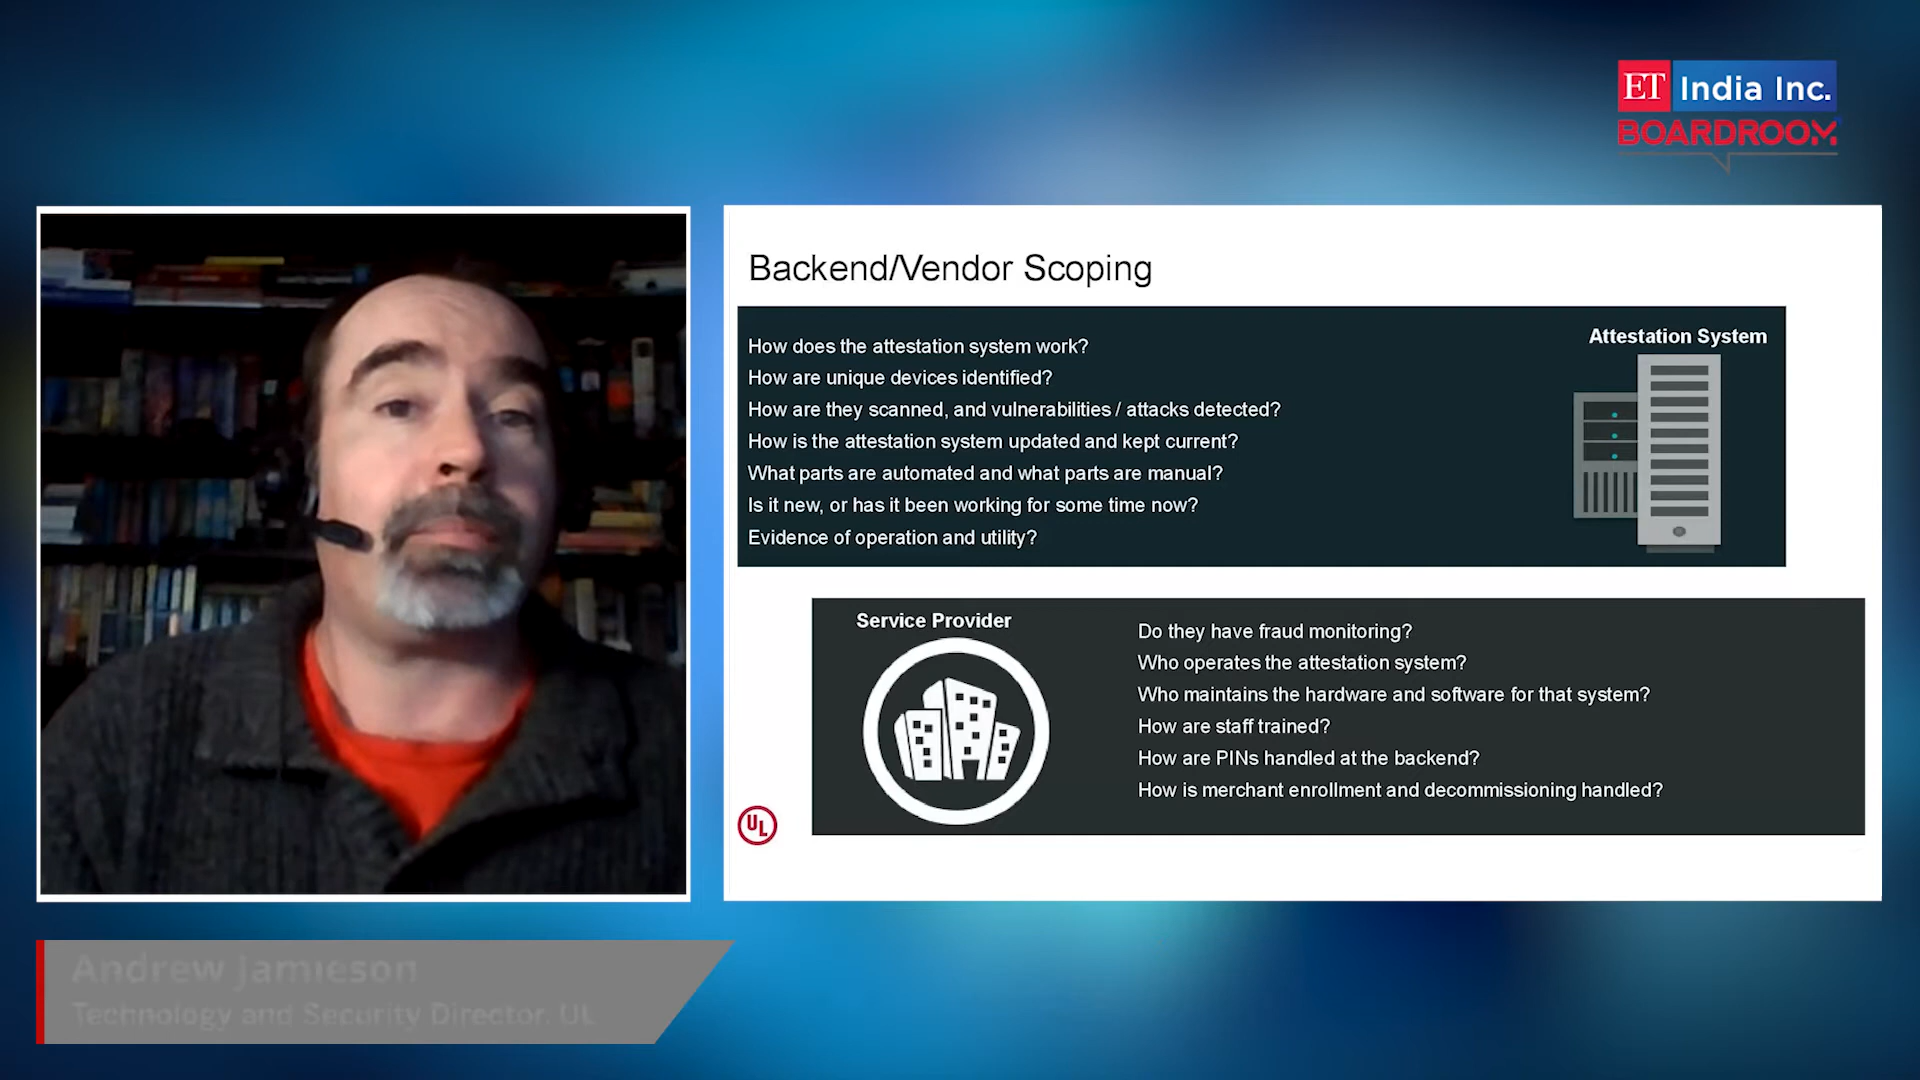 ET India Inc.
BOARDROOM
Backend/Vendor Scoping
Attestation System
How does the attestation system work?
How are unique devices identified?
How are they scanned, and vulnerabilities / attacks detected?
How is the attestation system updated and kept current?
What parts are automated and what parts are manual?
Is it new, or has it been working for some time now?
Evidence of operation and utility?
Service Provider
Do they have fraud monitoring?
Who operates the attestation system?
Who maintains the hardware and software for that system?
How are staff trained?
How are PINs handled at the backend?
How is merchant enrollment and decommissioning handled?
UL
Andrew Jamieson
Technology and Security Director, UL